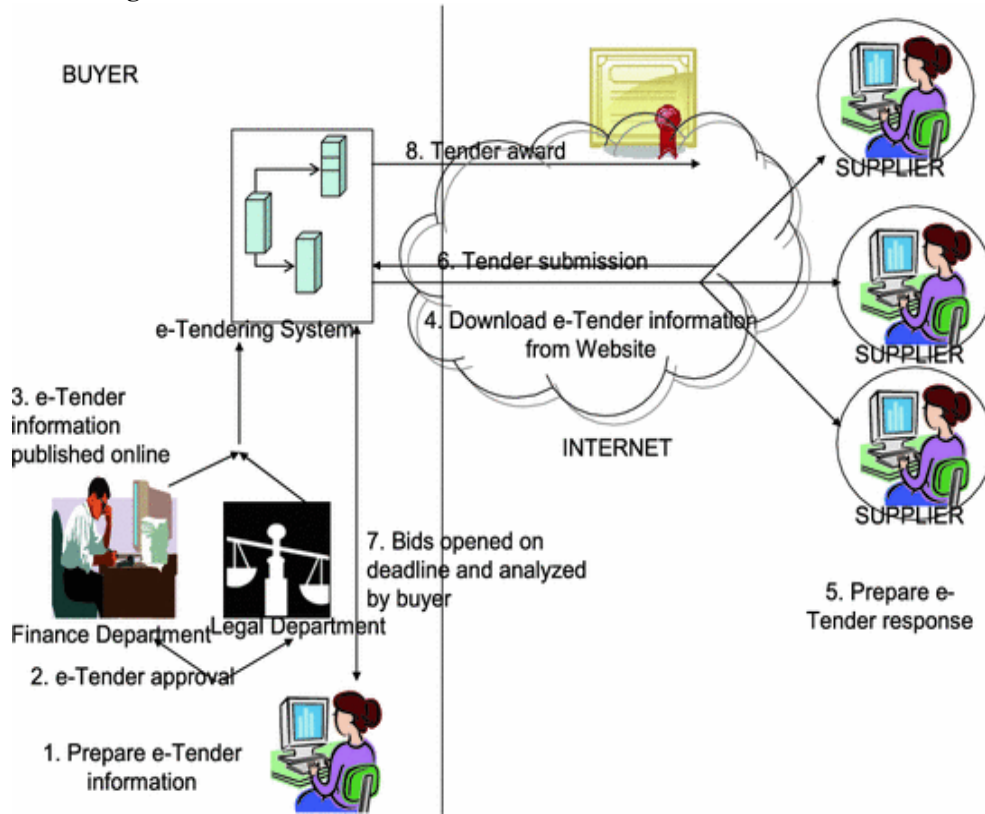 BUYER
8. Tender award
SUPPLIER
6. Tender submission
e-Tendering System
4. Download e-Tender information
from Website
SUPPLIER
3. e-Tender
information
published online
INTERNET
SUPPLIER
7. Bids opened on
deadline and analyzed
by buyer
5. Prepare e-
Tender response
Finance Department
Legal Department
2. e-Tender approval
1. Prepare e-Tender
information